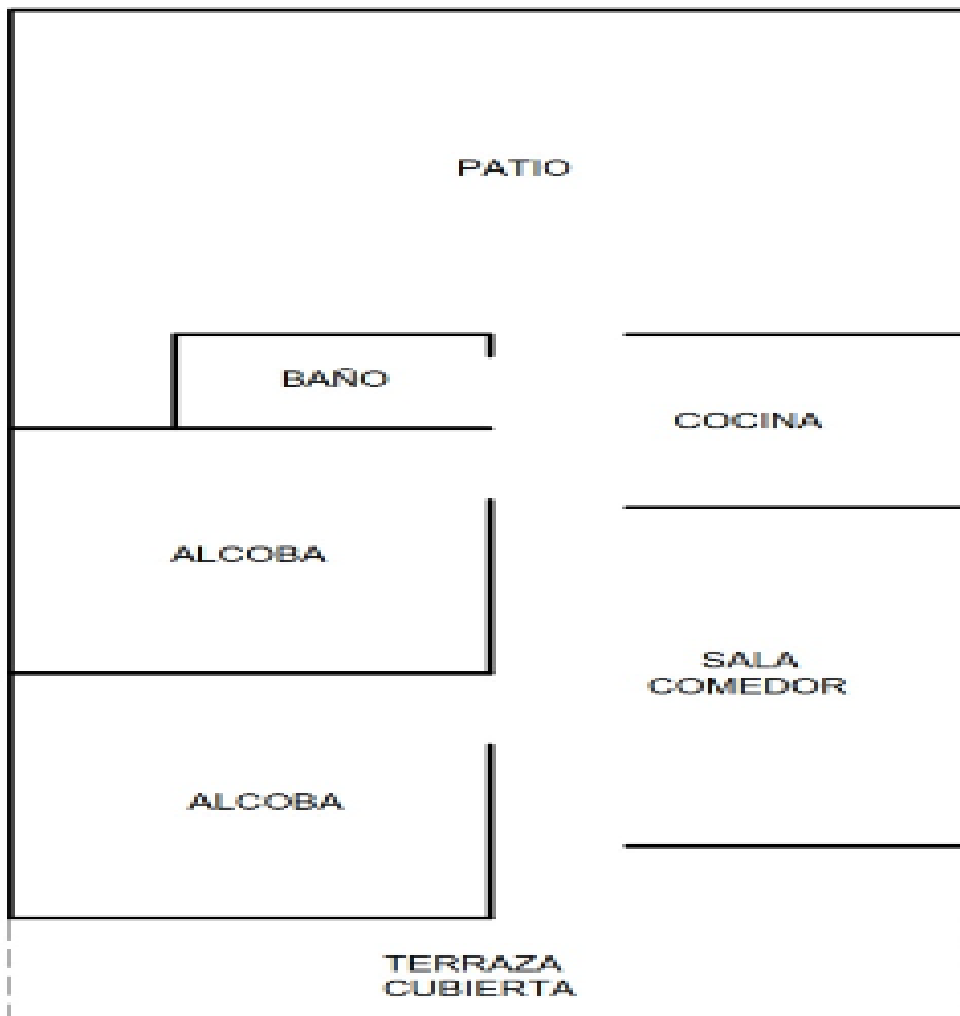 PATIO
BAÑO
COCINA
ALCOBA
SALA
COMEDOR
ALCOBA
TERRAZA
CUBIERTA